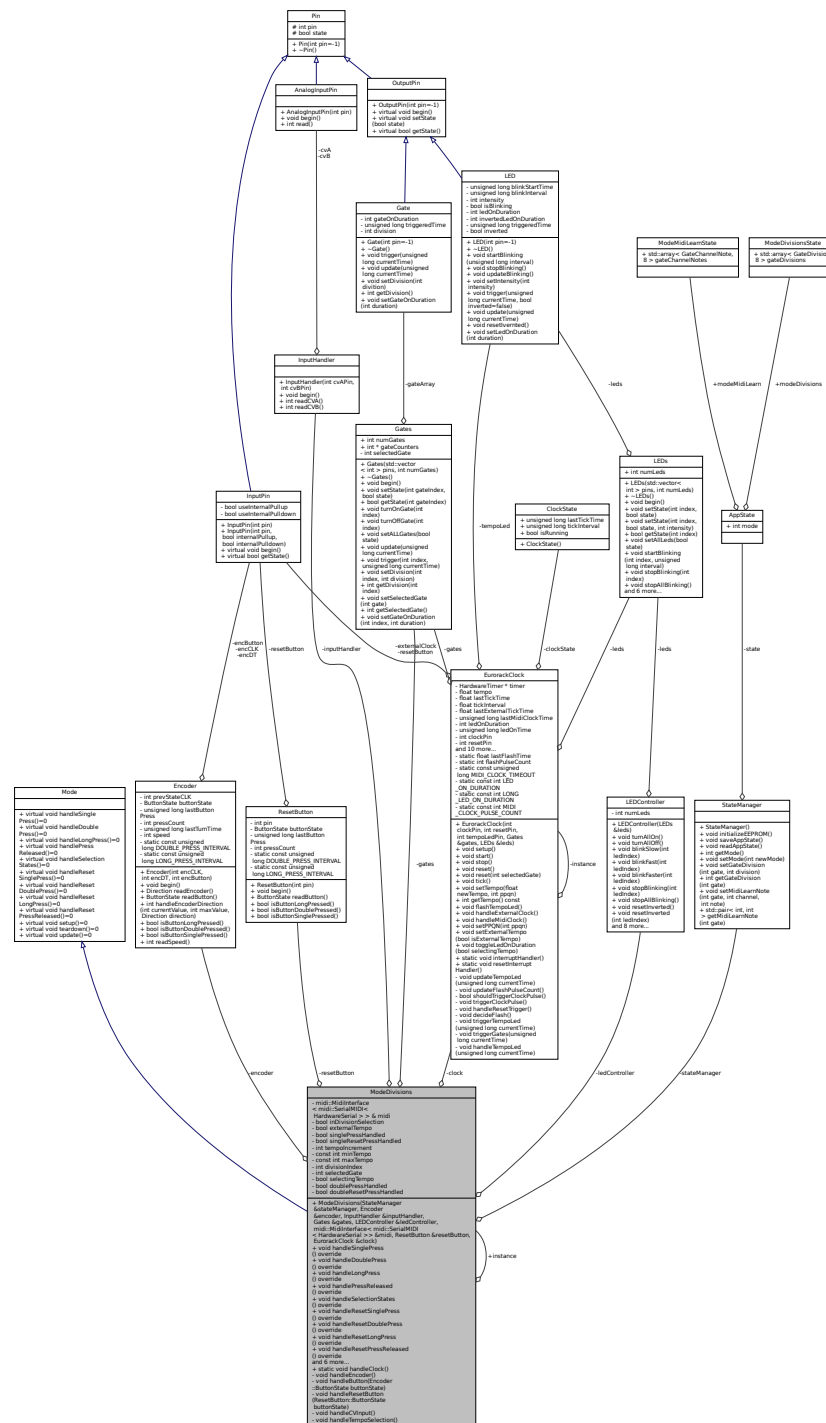 Pin
# int pin
# bool state
+ Pin(int pin=-1)
+ ~Pin()
AnalogInputPin
+ AnalogInputPin(int pin)
+ void begin()
+ int read()
OutputPin
+ OutputPin(int pin=-1)
+ virtual void begin()
+ virtual void setState
(bool state)
+ virtual bool getState()
-cvA
-cvB
LED
- unsigned long blinkStartTime
- unsigned long blinkInterval
- int intensity
- bool isBlinking
- int ledOnDuration
- int invertedLedOnDuration
- unsigned long triggeredTime
- bool inverted
+ LED(int pin=-1)
+ ~LED()
+ void startBlinking
(unsigned long interval)
+ void stopBlinking()
+ void updateBlinking()
+ void setIntensity(int
intensity)
+ void trigger(unsigned
long currentTime, bool
inverted=false)
+ void update(unsigned
long currentTime)
+ void resetIvernted()
+ void setLedOnDuration
(int duration)
Gate
- int gateOnDuration
- unsigned long triggeredTime
- int division
+ Gate(int pin=-1)
+ ~Gate()
+ void trigger(unsigned
long currentTime)
+ void update(unsigned
long currentTime)
+ void setDivision(int
divition)
+ int getDivision()
+ void setGateOnDuration
(int duration)
ModeMidiLearnState
+ std::array< GateChannelNote,
8 > gateChannelNotes
ModeDivisionsState
+ std::array< GateDivisio
8 > gateDivisions
InputHandler
+ InputHandler(int cvAPin,
int cvBPin)
+ void begin()
+ int readCVA()
+ int readCVB()
-gateArray
-leds
+modeMidiLearn
+modeDivisions
Gates
+ int numGates
+ int * gateCounters
- int selectedGate
+ Gates(std::vector
< int > pins, int numGates)
+ ~Gates()
+ void begin()
+ void setState(int gateIndex,
bool state)
+ bool getState(int gateIndex)
+ void turnOnGate(int
index)
+ void turnOffGate(int
index)
+ void setALLGates(bool
state)
+ void update(unsigned
long currentTime)
+ void trigger(int index,
unsigned long currentTime)
+ void setDivision(int
index, int division)
+ int getDivision(int
index)
+ void setSelectedGate
(int gate)
+ int getSelectedGate()
+ void setGateOnDuration
(int index, int duration)
LEDs
+ int numLeds
+ LEDs(std::vector<
int > pins, int numLeds)
+ ~LEDs()
+ void begin()
+ void setState(int index,
bool state)
+ void setState(int index,
bool state, int intensity)
+ bool getState(int index)
+ void setAllLeds(bool
state)
+ void startBlinking
(int index, unsigned
long interval)
+ void stopBlinking(int
index)
+ void stopAllBlinking()
and 6 more...
InputPin
- bool useInternalPullup
- bool useInternalPulldown
+ InputPin(int pin)
+ InputPin(int pin,
bool internalPullup,
bool internalPulldown)
+ virtual void begin()
+ virtual bool getState()
-tempoLed
ClockState
+ unsigned long lastTickTime
+ unsigned long tickInterval
+ bool isRunning
+ ClockState()
AppState
+ int mode
-encButton
-encCLK
-encDT
-resetButton
-inputHandler
-externalClock
-resetButton
-gates
-clockState
-leds
-leds
-state
EurorackClock
- HardwareTimer * timer
- float tempo
- float lastTickTime
- float tickInterval
- float lastExternalTickTime
- unsigned long lastMidiClockTime
- int ledOnDuration
- unsigned long ledOnTime
- int clockPin
- int resetPin
and 10 more...
- static float lastFlashTime
- static int flashPulseCount
- static const unsigned
long MIDI_CLOCK_TIMEOUT
- static const int LED
_ON_DURATION
- static const int LONG
_LED_ON_DURATION
- static const int MIDI
_CLOCK_PULSE_COUNT
+ EurorackClock(int
clockPin, int resetPin,
int tempoLedPin, Gates
&gates, LEDs &leds)
+ void setup()
+ void start()
+ void stop()
+ void reset()
+ void reset(int selectedGate)
+ void tick()
+ void setTempo(float
newTempo, int ppqn)
+ int getTempo() const
+ void flashTempoLed()
+ void handleExternalClock()
+ void handleMidiClock()
+ void setPPQN(int ppqn)
+ void setExternalTempo
(bool isExternalTempo)
+ void toggleLedOnDuration
(bool selectingTempo)
+ static void interruptHandler()
+ static void resetInterrupt
Handler()
- void updateTempoLed
(unsigned long currentTime)
- void updateFlashPulseCount()
- bool shouldTriggerClockPulse()
- void triggerClockPulse()
- void handleResetTrigger()
- void decideFlash()
- void triggerTempoLed
(unsigned long currentTime)
- void triggerGates(unsigned
long currentTime)
- void handleTempoLed
(unsigned long currentTime)
-instance
Mode
+ virtual void handleSingle
Press()=0
+ virtual void handleDouble
Press()=0
+ virtual void handleLongPress()=0
+ virtual void handlePress
Released()=0
+ virtual void handleSelection
States()=0
+ virtual void handleReset
SinglePress()=0
+ virtual void handleReset
DoublePress()=0
+ virtual void handleReset
LongPress()=0
+ virtual void handleReset
PressReleased()=0
+ virtual void setup()=0
+ virtual void teardown()=0
+ virtual void update()=0
Encoder
- int prevStateCLK
- ButtonState buttonState
- unsigned long lastButton
Press
- int pressCount
- unsigned long lastTurnTime
- int speed
- static const unsigned
long DOUBLE_PRESS_INTERVAL
- static const unsigned
long LONG_PRESS_INTERVAL
+ Encoder(int encCLK,
int encDT, int encButton)
+ void begin()
+ Direction readEncoder()
+ ButtonState readButton()
+ int handleEncoderDirection
(int currentValue, int maxValue,
Direction direction)
+ bool isButtonLongPressed()
+ bool isButtonDoublePressed()
+ bool isButtonSinglePressed()
+ int readSpeed()
ResetButton
- int pin
- ButtonState buttonState
- unsigned long lastButton
Press
- int pressCount
- static const unsigned
long DOUBLE_PRESS_INTERVAL
- static const unsigned
long LONG_PRESS_INTERVAL
+ ResetButton(int pin)
+ void begin()
+ ButtonState readButton()
+ bool isButtonLongPressed()
+ bool isButtonDoublePressed()
+ bool isButtonSinglePressed()
-gates
LEDController
- int numLeds
+ LEDController(LEDs
&leds)
+ void turnAllOn()
+ void turnAllOff()
+ void blinkSlow(int
ledIndex)
+ void blinkFast(int
ledIndex)
+ void blinkFaster(int
ledIndex)
+ void stopBlinking(int
ledIndex)
+ void stopAllBlinking()
+ void resetInverted()
+ void resetInverted
(int ledIndex)
and 8 more...
StateManager
+ StateManager()
+ void initializeEEPROM()
+ void saveAppState()
+ void readAppState()
+ int getMode()
+ void setMode(int newMode)
+ void setGateDivision
(int gate, int division)
+ int getGateDivision
(int gate)
+ void setMidiLearnNote
(int gate, int channel,
int note)
+ std::pair< int, int
> getMidiLearnNote
(int gate)
-encoder
-resetButton
-clock
-ledController
-stateManager
ModeDivisions
- midi::MidiInterface
< midi::SerialMIDI<
HardwareSerial > > & midi
- bool inDivisionSelection
- bool externalTempo
- bool singlePressHandled
- bool singleResetPressHandled
- int tempoIncrement
- const int minTempo
- const int maxTempo
- int divisionIndex
- int selectedGate
- bool selectingTempo
- bool doublePressHandled
- bool doubleResetPressHandled
+ ModeDivisions(StateManager
&stateManager, Encoder
&encoder, InputHandler &inputHandler,
Gates &gates, LEDController &ledController,
midi::MidiInterface< midi::SerialMIDI
< HardwareSerial >> &midi, ResetButton &resetButton,
EurorackClock &clock)
+ void handleSinglePress
() override
+ void handleDoublePress
() override
+ void handleLongPress
() override
+ void handlePressReleased
() override
+ void handleSelectionStates
() override
+ void handleResetSinglePress
() override
+ void handleResetDoublePress
() override
+ void handleResetLongPress
() override
+ void handleResetPressReleased
() override
and 6 more...
+ static void handleClock()
- void handleEncoder()
- void handleButton(Encoder
::ButtonState buttonState)
- void handleResetButton
(ResetButton::ButtonState
buttonState)
- void handleCVInput()
- void handleTempoSelection()
+instance